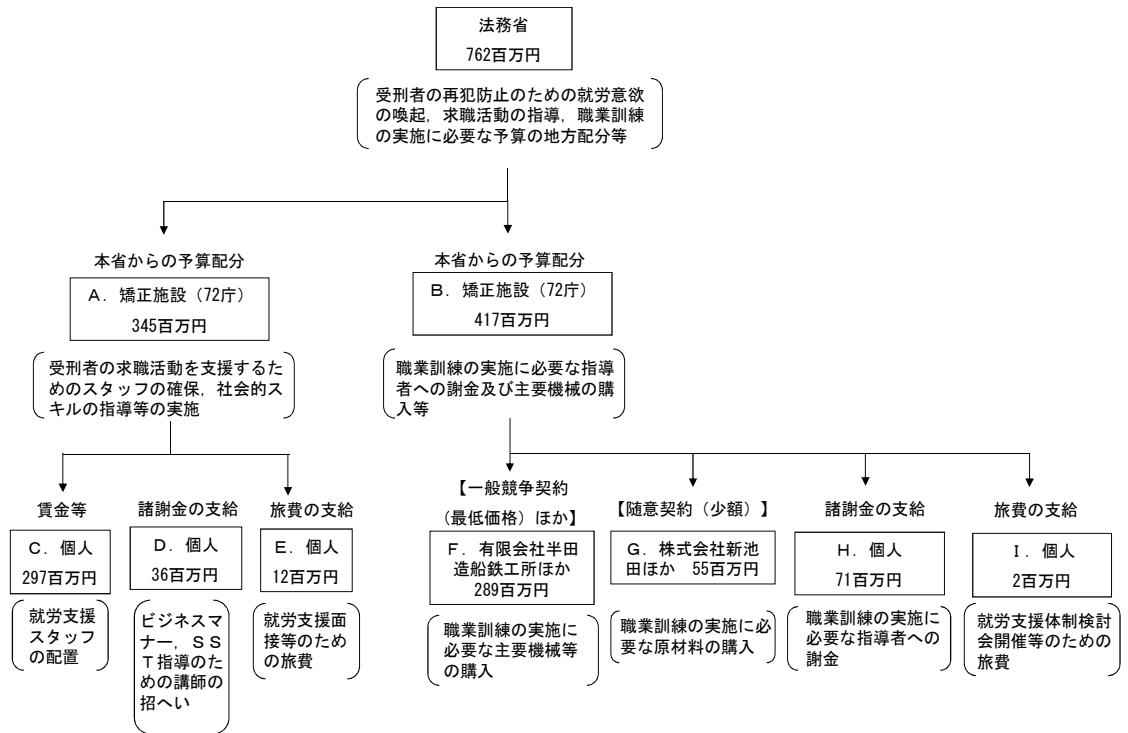 法務省
762百万円
受刑者の再犯防止のための就労意欲
の喚起，求職活動の指導，職業訓練
の実施に必要な予算の地方配分等
本省からの予算配分
Ａ．矯正施設（72庁）
345百万円
受刑者の求職活動を支援するた
めのスタッフの確保，社会的ス
キルの指導等の実施
本省からの予算配分
Ｂ．矯正施設（72庁）
417百万円
職業訓練の実施に必要な指導
者への謝金及び主要機械の購
入等
賃金等
Ｃ．個人
297百万円
就労支援
スタッフ
の配置
諸謝金の支給
Ｄ．個人
36百万円
ビジネスマ
ナー，ＳＳ
Ｔ指導のた
めの講師の
招へい
旅費の支給
Ｅ．個人
12百万円
就労支援面
接等のため
の旅費
【一般競争契約
（最低価格）ほか】
Ｆ．有限会社半田
造船鉄工所ほか
289百万円
職業訓練の実施に
必要な主要機械等
の購入
【随意契約（少額）】
Ｇ．株式会社新池
田ほか 55百万円
職業訓練の実施に必
要な原材料の購入
諸謝金の支給
Ｈ．個人
71百万円
職業訓練の実施に
必要な指導者への
謝金
旅費の支給
Ｉ．個人
2百万円
就労支援体制検討
会開催等のための
旅費